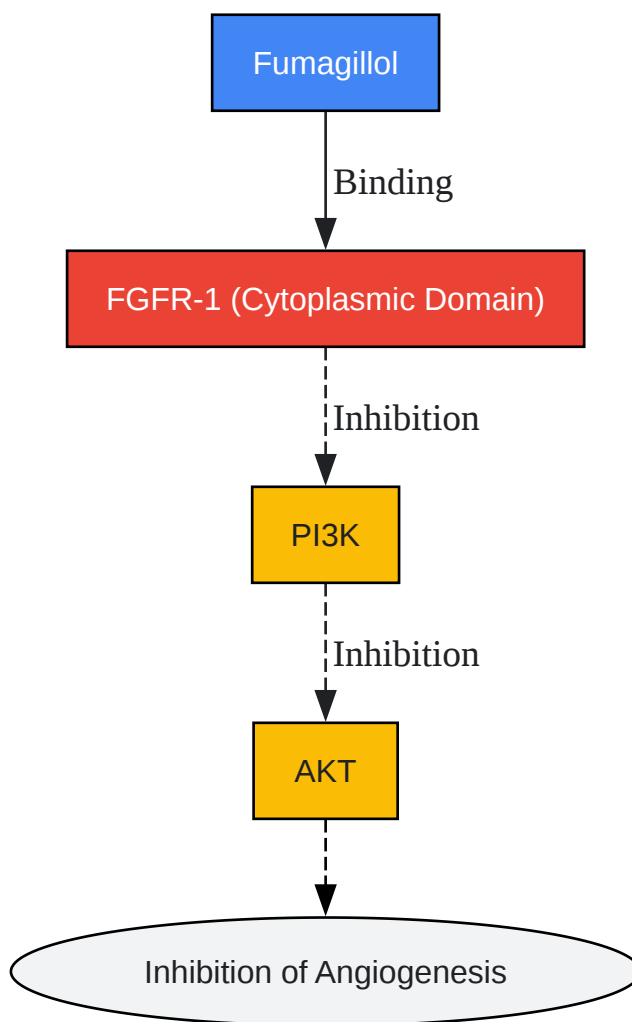 Fumagillol
Binding
FGFR-1 (Cytoplasmic Domain)
Inhibition
PI3K
Inhibition
AKT
Inhibition of Angiogenesis